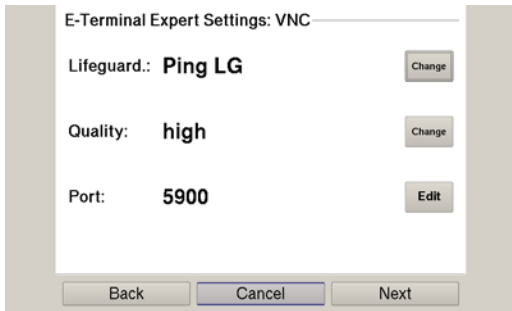 E-Terminal Expert Settings: VNC
Lifeguard.: Ping LG Change
Quality: high Change
Port: 5900 Edit
Back Cancel Next